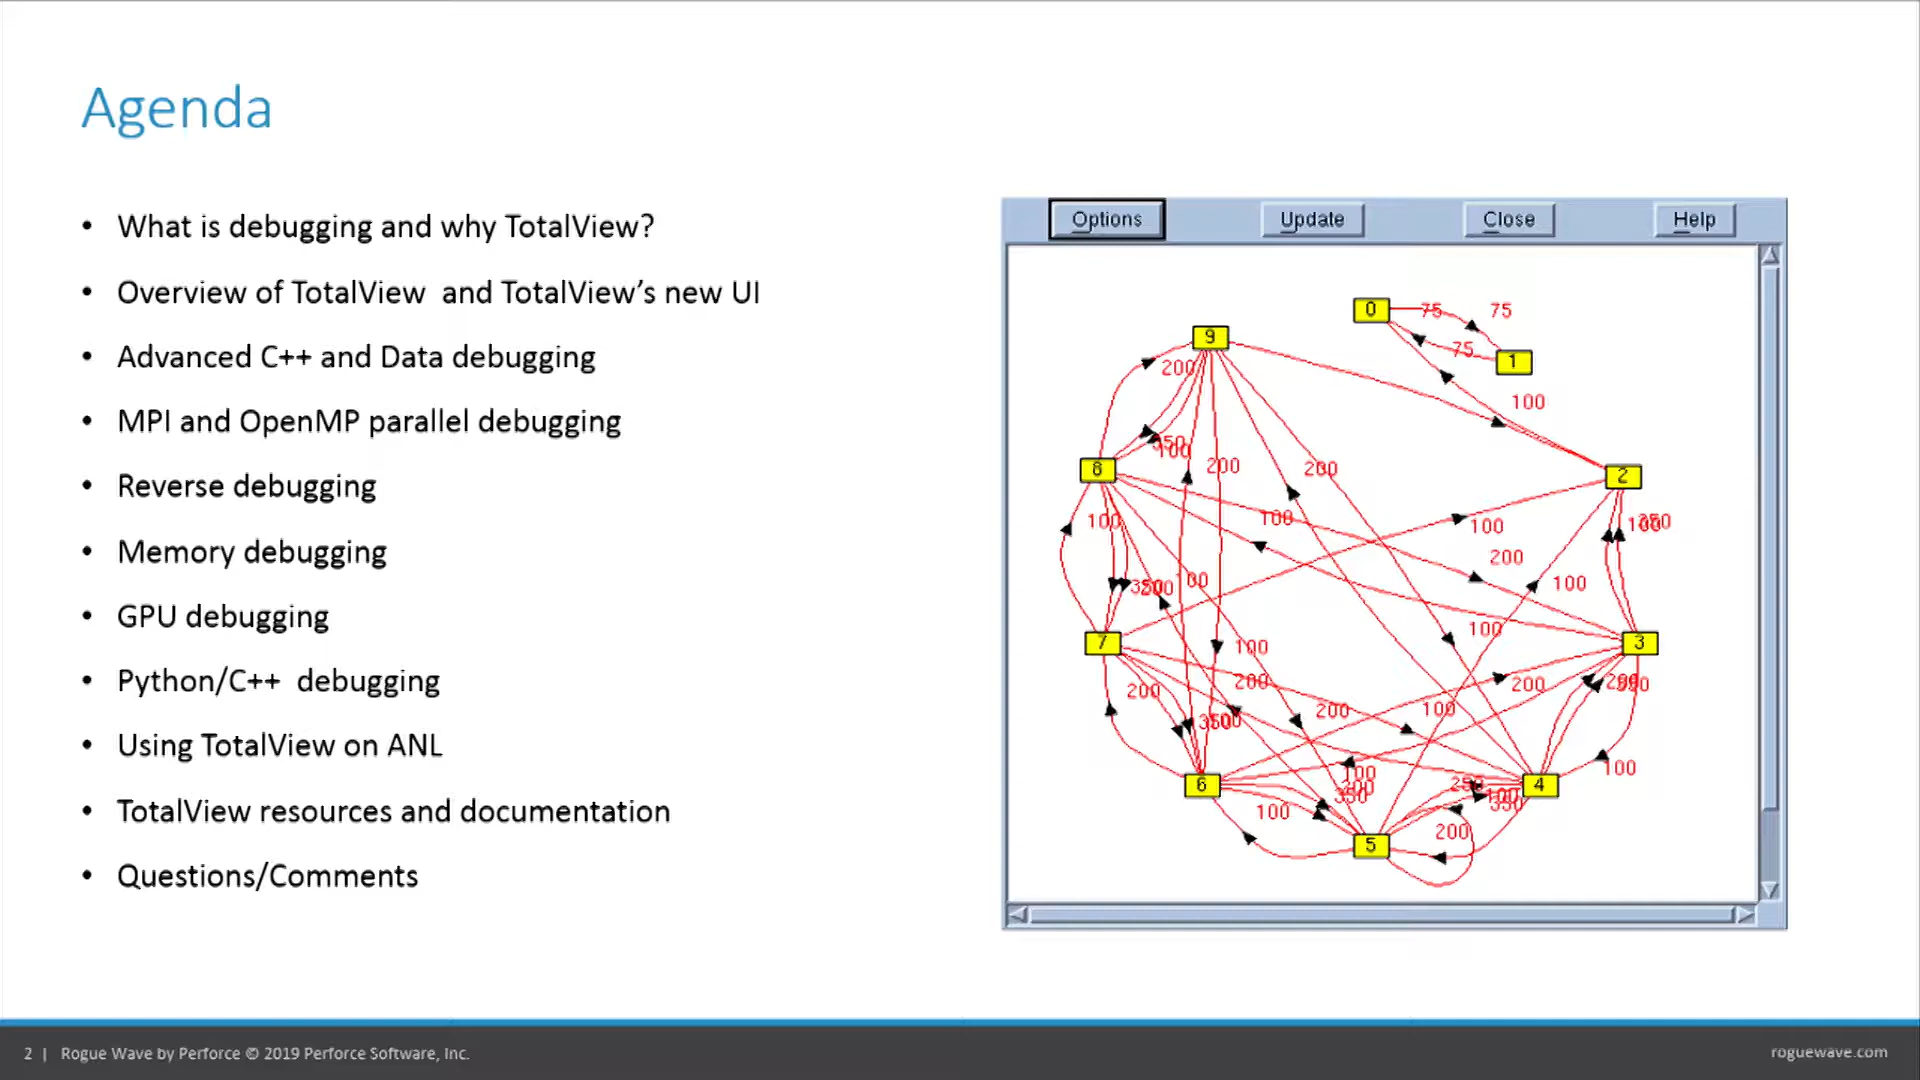 Agenda
• What is debugging and why TotalView?
• Overview of TotalView  and TotalView’s new UI
• Advanced C++ and Data debugging
• MPI and OpenMP parallel debugging
• Reverse debugging
• Memory debugging
• GPU debugging
• Python/C++  debugging
• Using TotalView on ANL
• TotalView resources and documentation
• Questions/Comments
Options Update Close Help
0 75 75
9
75 1
200
100
100
8 200 200
2
100 100 100
200
100
100
7 100 3
200 200 200
200 100
100
6 100 4
100
200
5
2 | Rogue Wave by Perforce © 2019 Perforce Software, Inc.
roguewave.com